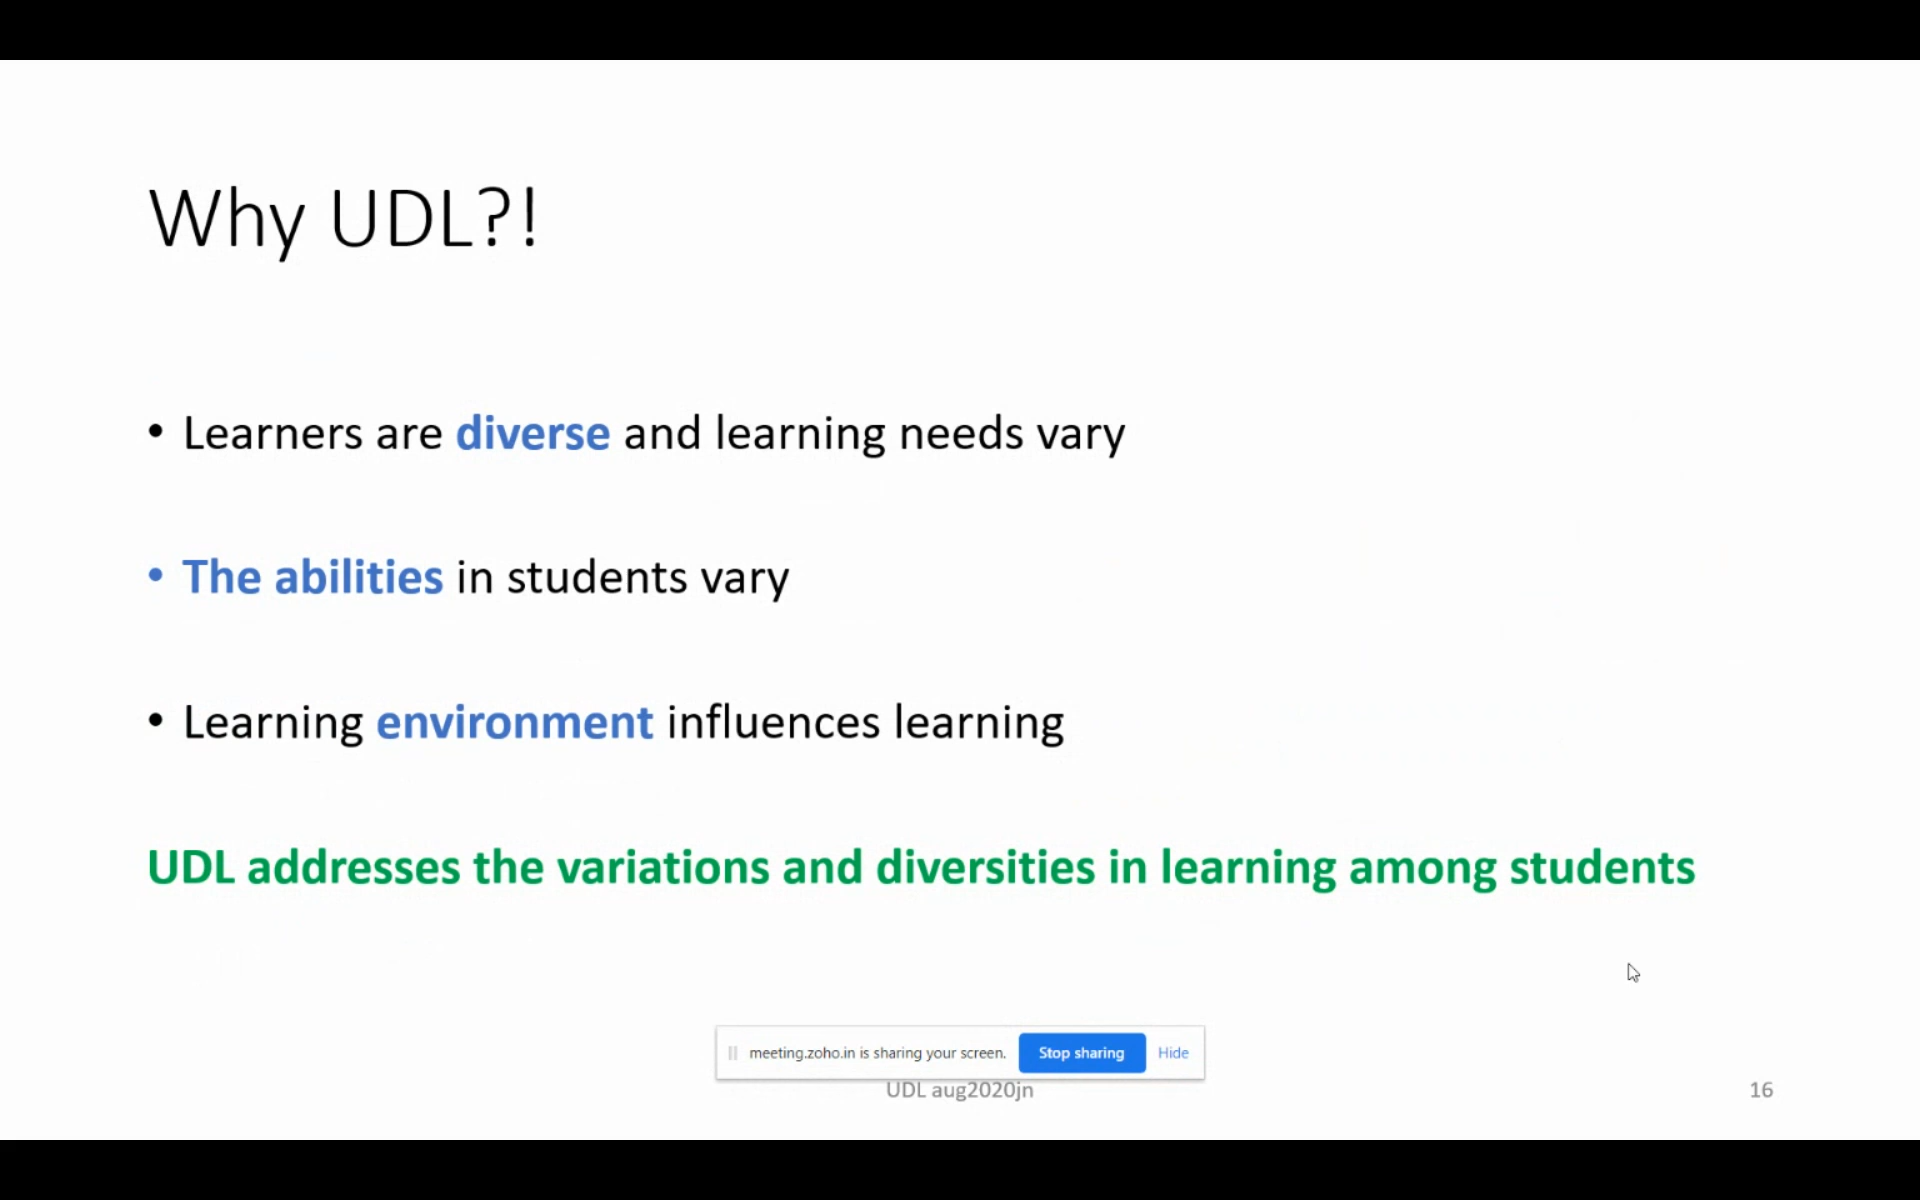 Why UDL?!
• Learners are diverse and learning needs vary
• The abilities in students vary
• Learning environment influences learning
UDL addresses the variations and diversities in learning among students
meeting.zoho.in is sharing your screen. Stop sharing Hide
UDL aug2020jn 16